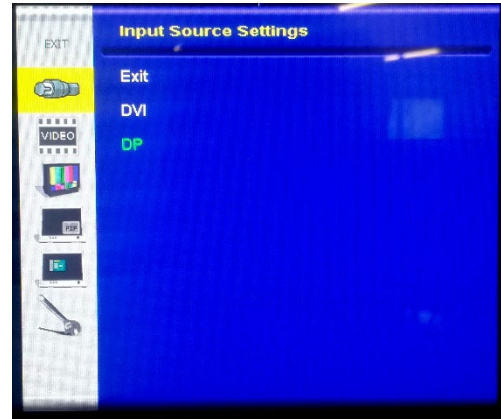 EXIT
Input Source Settings
Exit
DVI
DP
VIDEO
PIP